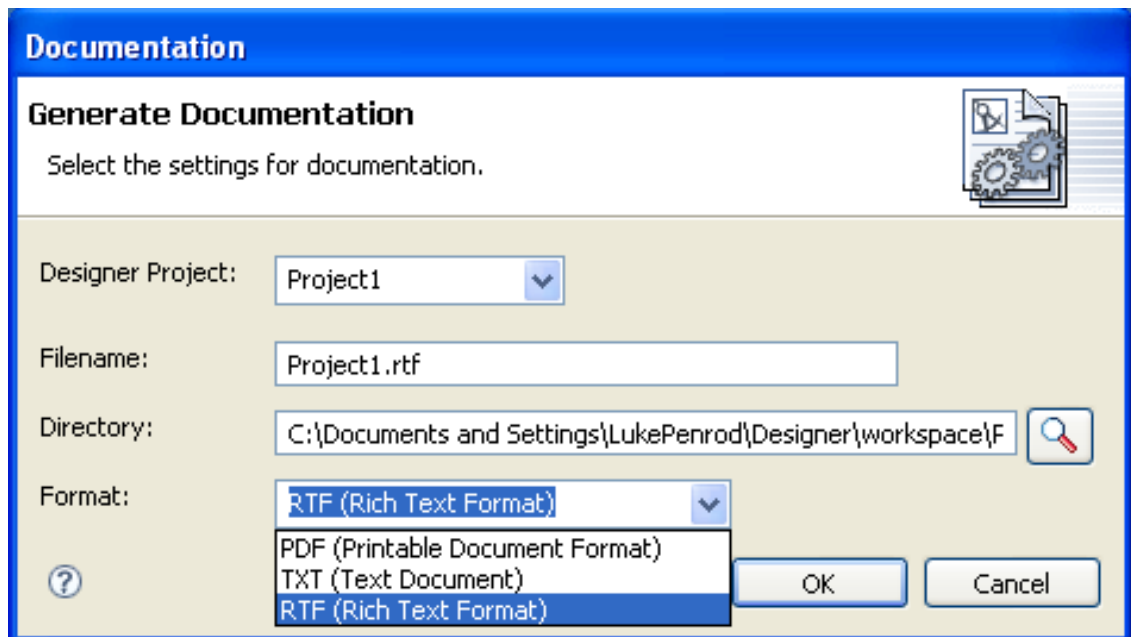 Documentation
Generate Documentation
Select the settings for documentation.
Designer Project: Project1
Filename: Project1.rtf
Directory: C:\Documents and Settings\LukePenrod\Designer\workspace\P
Format: RTF (Rich Text Format)
PDF (Printable Document Format)
TXT (Text Document)
RTF (Rich Text Format)
? OK Cancel